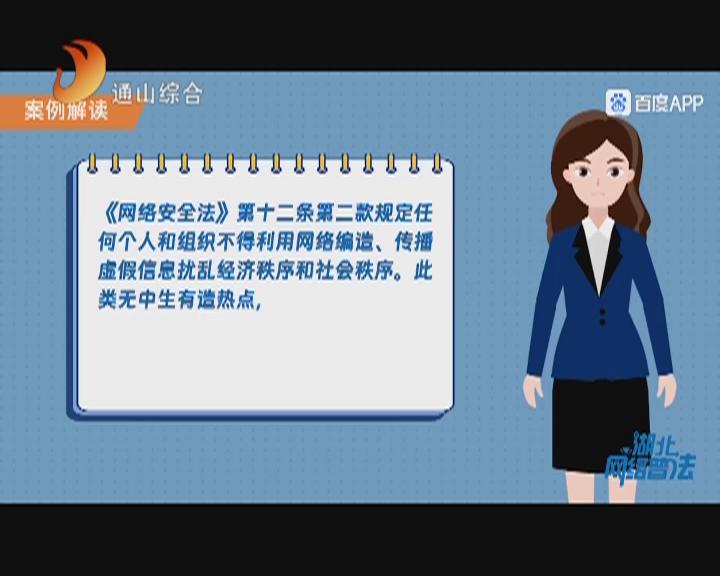 通山综合
案例解读
百度APP
《网络安全法》第十二条第二款规定任
何个人和组织不得利用网络编造、传播
虚假信息扰乱经济秩序和社会秩序。此
类无中生有造热点，
湖北
网络普法